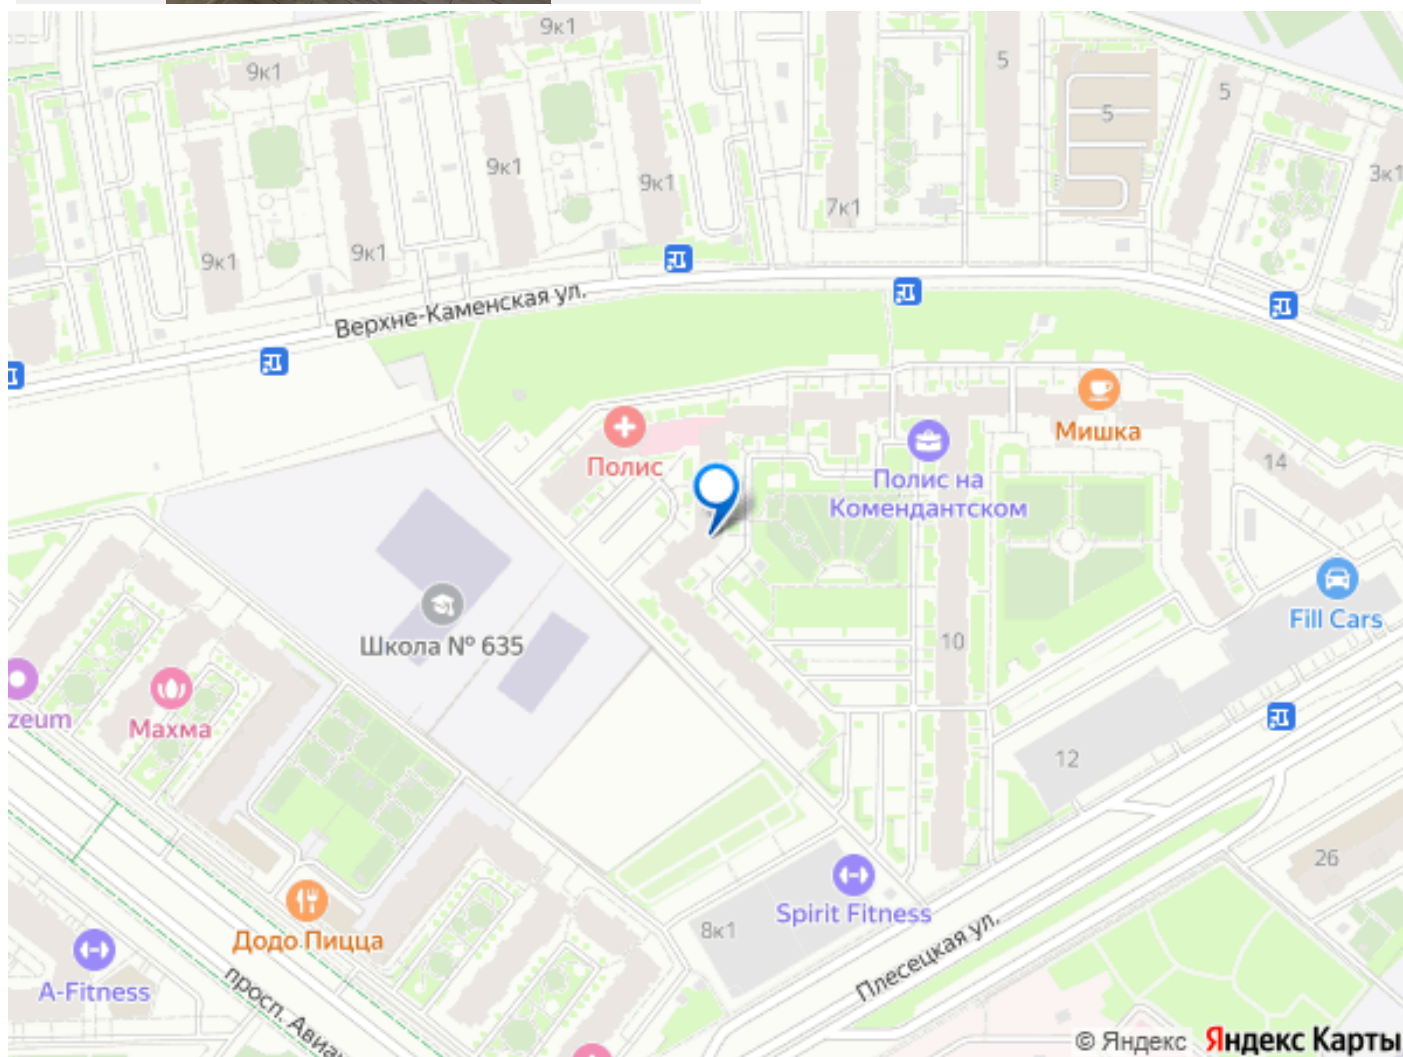 9к1
9к1
5
5
5
3к1
9к1
9к1
7к1
9к1
9к1
Верхне-Каменская ул.
Мишка
Полис
Полис на
Комендантском
14
Fill Cars
Школа № 635
10
zeum
Махма
12
26
Spirit Fitness
8к1
Додо Пицца
Плесецкая ул.
A-Fitness
просп. Авиа
© Яндекс Яндекс Карты